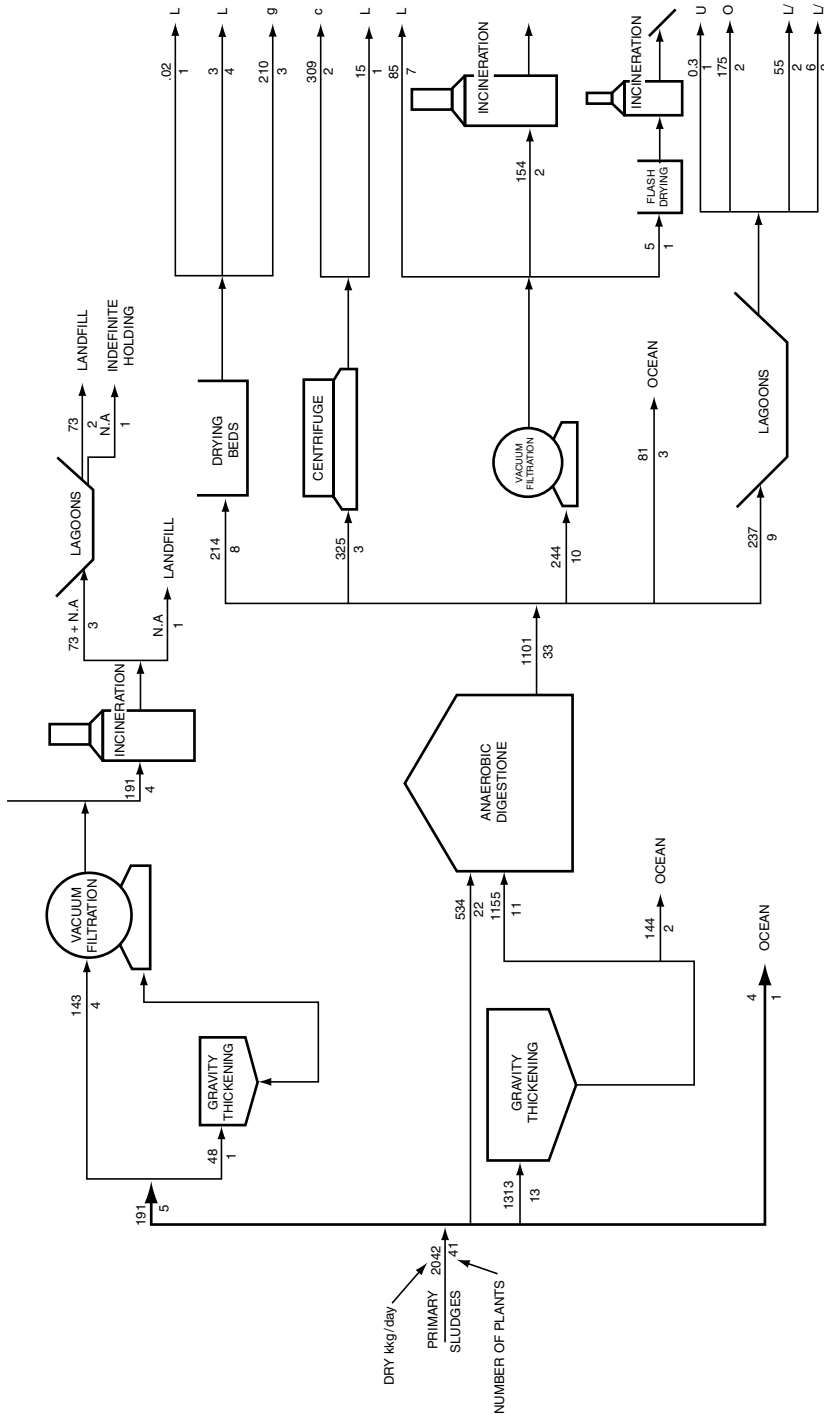 DRY kkg/day
PRIMARY
SLUDGES
2042
41
NUMBER OF PLANTS
191
5
143
4
48
1
GRAVITY
THICKENING
VACUUM
FILTRATION
191
4
INCINERATION
73 + N.A
3
N.A
1
LANDFILL
LAGOONS
73
2
LANDFILL
N.A
1
INDEFINITE
HOLDING
534
22
1313
13
GRAVITY
THICKENING
1155
11
144
2
OCEAN
4
1
OCEAN
ANAEROBIC
DIGESTIONE
1101
33
214
8
DRYING
BEDS
.02
1
L
3
4
L
210
3
g
325
3
CENTRIFUGE
309
2
c
15
1
L
244
10
VACUUM
FILTRATION
85
7
L
154
2
INCINERATION
5
1
FLASH
DRYING
INCINERATION
81
3
OCEAN
237
9
LAGOONS
0.3
1
U
175
2
O
55
2
L/
6
L/